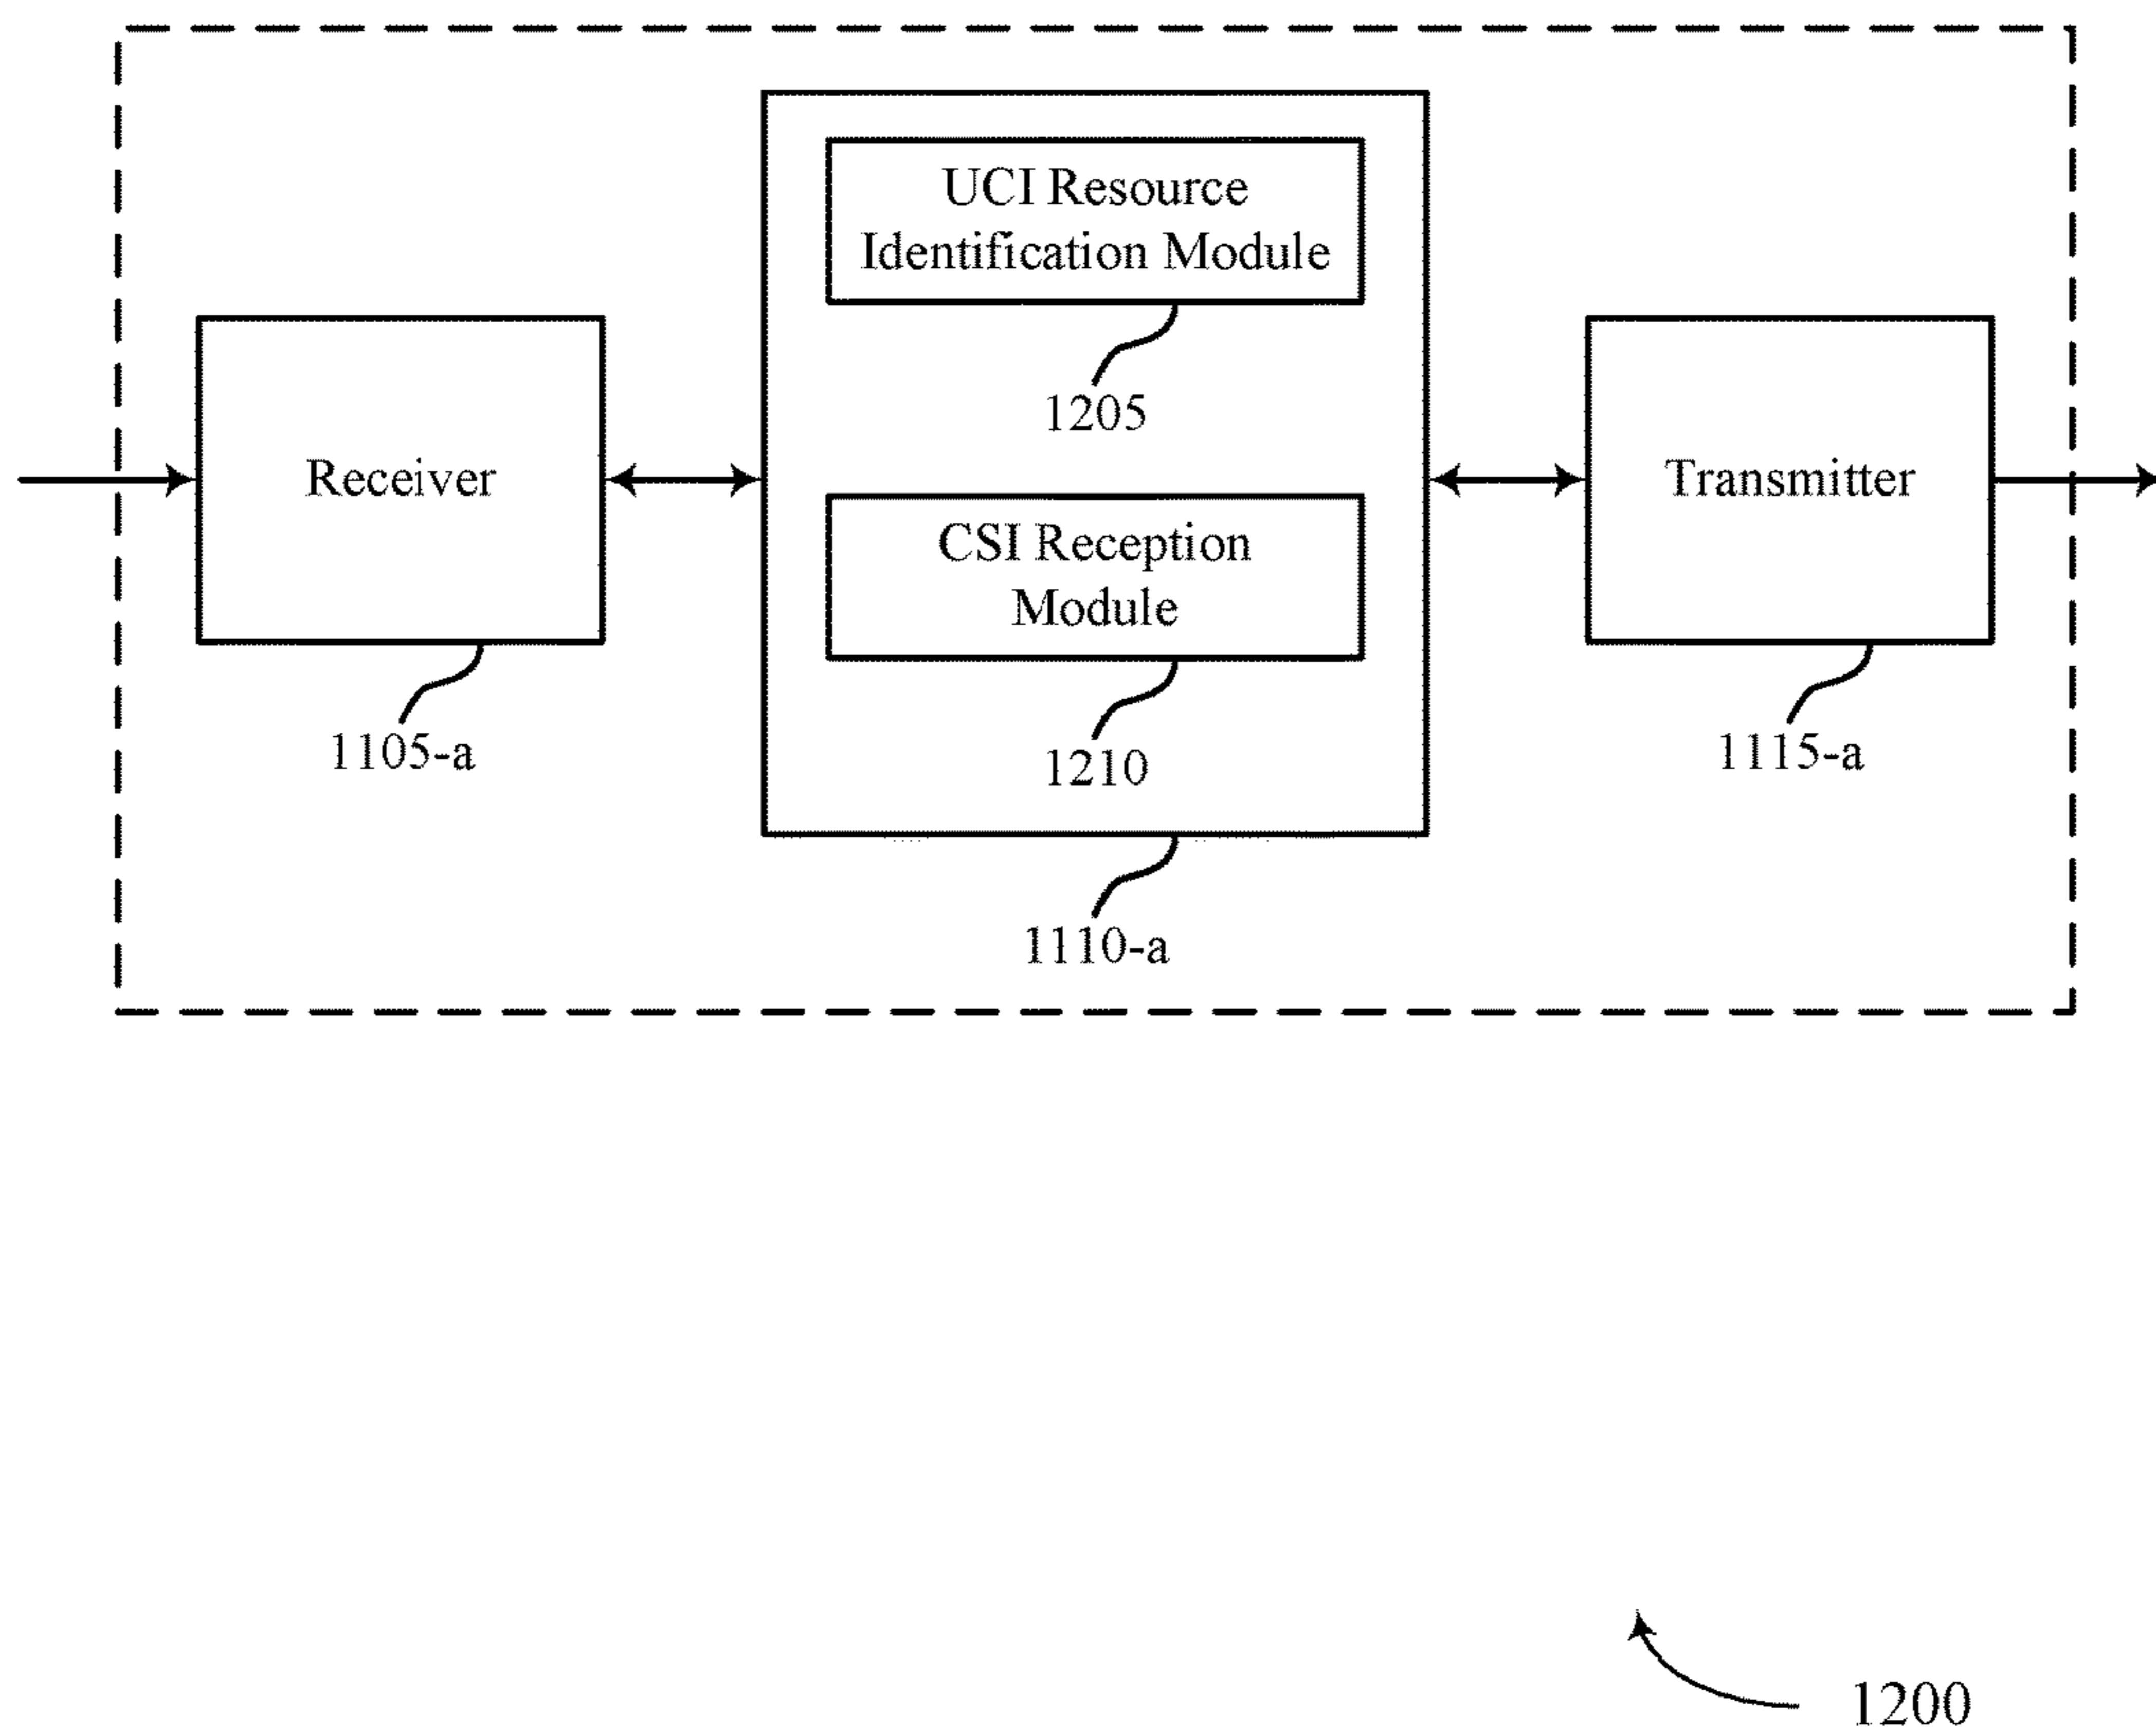 UCI Resource
Identification Module
1205
Receiver
Transmitter
CSI Reception
Module
1105-a
1210
1115-a
1110-a
1200